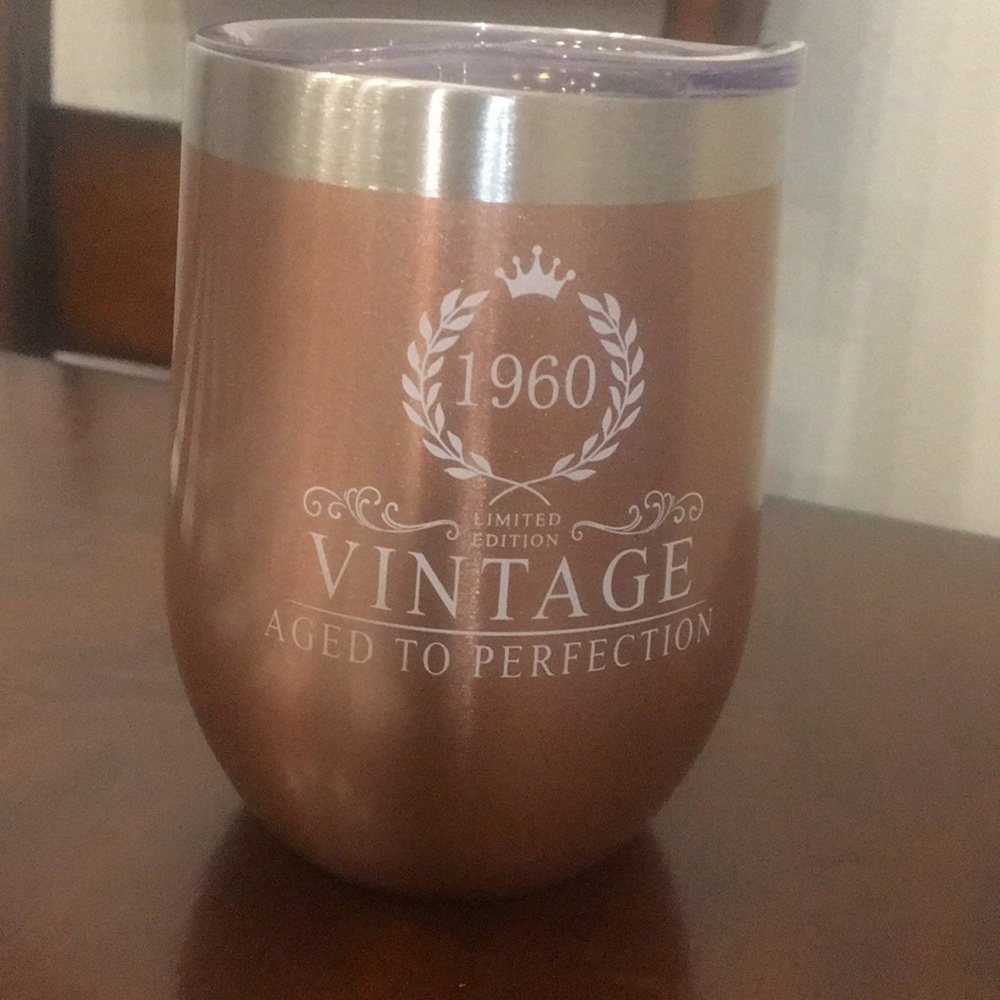 1960
LIMITED
EDITION
VINTAGE
AGED TO PERFECTION